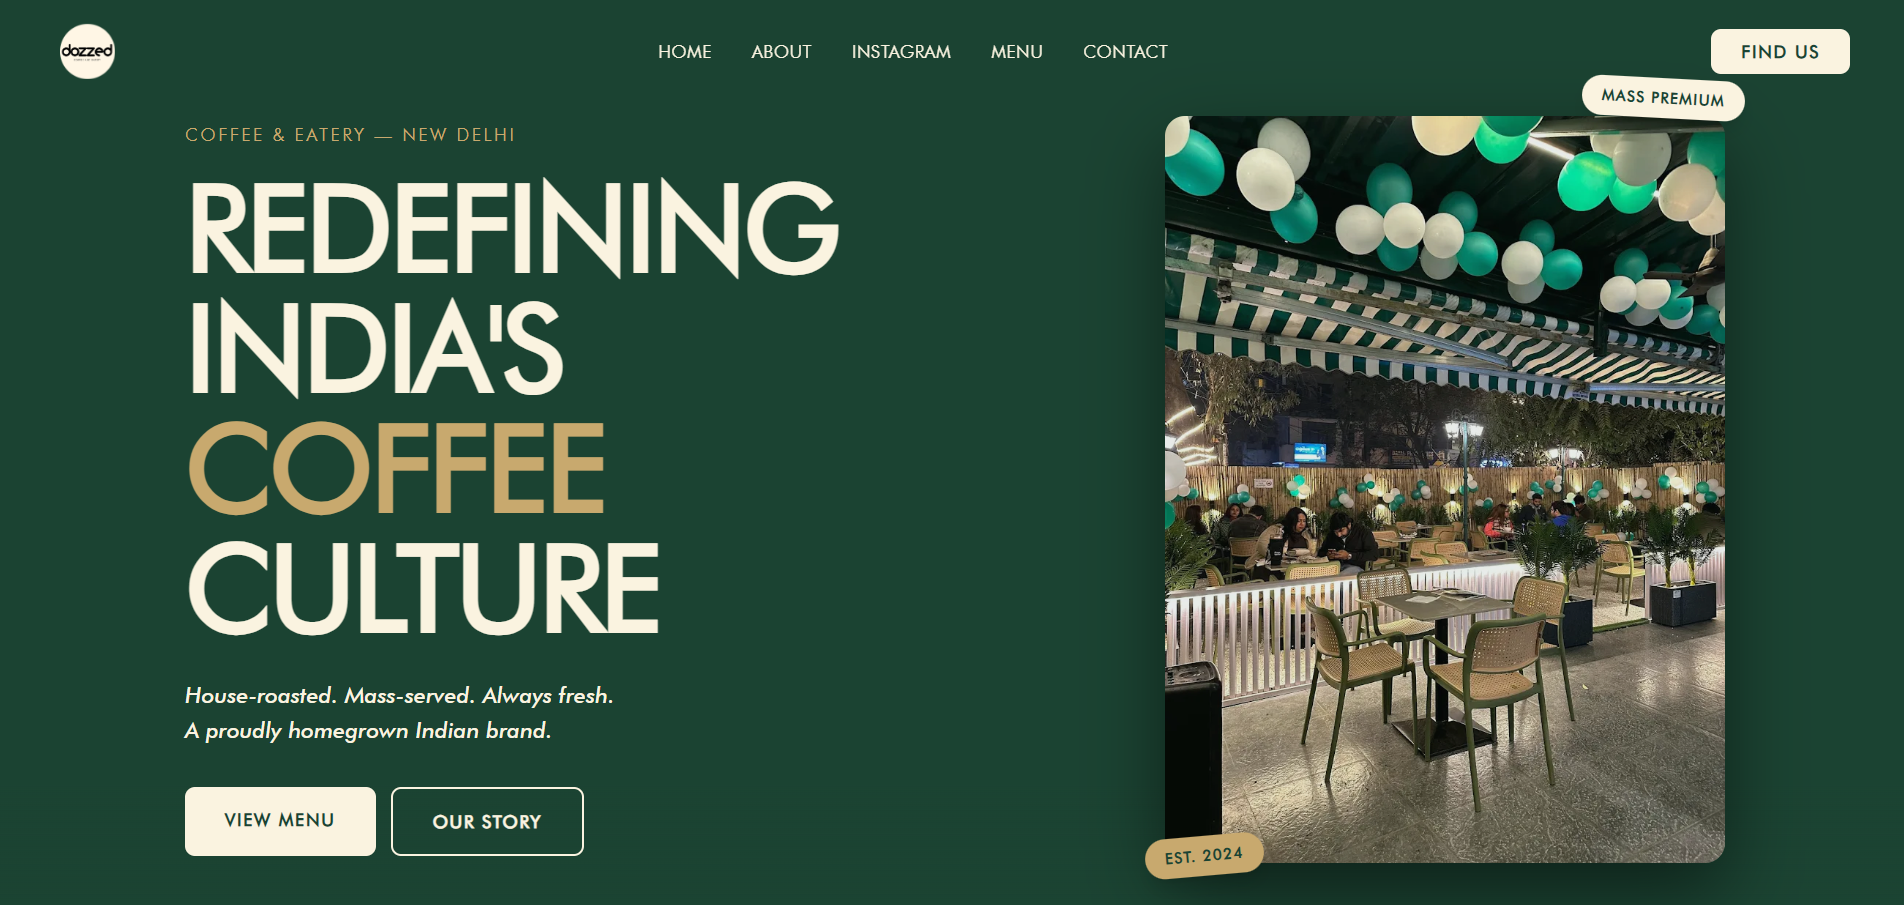 dazzed
HOME ABOUT INSTAGRAM MENU CONTACT
FIND US
MASS PREMIUM
COFFEE & EATERY — NEW DELHI
REDEFINING
INDIA'S
COFFEE
CULTURE
House-roasted. Mass-served. Always fresh.
A proudly homegrown Indian brand.
VIEW MENU
OUR STORY
EST. 2024